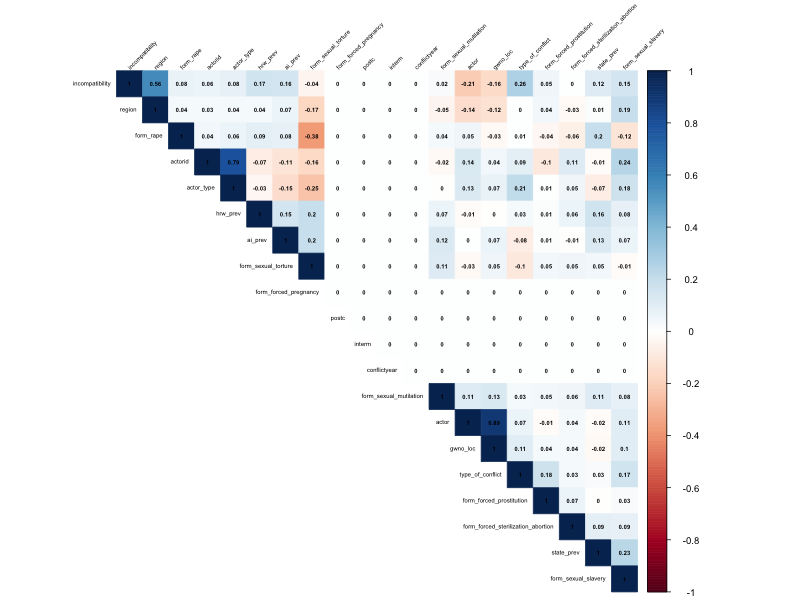 incompatibility
region
form_rape
actorid
actor_type
hrw_prev
ai_prev
form_sexual_torture
form_forced_pregnancy
postc
interm
conflictyear
form_sexual_mutilation
actor
gwno_loc
type_of_conflict
form_forced_prostitution
form_forced_sterilization_abortion
state_prev
form_sexual_slavery
incompatibility 1 0.56 0.08 0.06 0.08 0.17 0.16 -0.04 0 0 0 0 0.02 -0.21 -0.16 0.26 0.05 0 0.12 0.15
region 1 0.04 0.03 0.04 0.04 0.07 -0.17 0 0 0 0 -0.05 -0.14 -0.12 0 0.04 -0.03 0.01 0.19
form_rape 1 0.04 0.06 0.09 0.08 -0.38 0 0 0 0 0.04 0.05 -0.03 0.01 -0.04 -0.06 0.2 -0.12
actorid 1 0.79 -0.07 -0.11 -0.16 0 0 0 0 -0.02 0.14 0.04 0.09 -0.1 0.11 -0.01 0.24
actor_type 1 -0.03 -0.15 -0.25 0 0 0 0 0 0.13 0.07 0.21 0.01 0.05 -0.07 0.18
hrw_prev 1 0.15 0.2 0 0 0 0 0.07 -0.01 0 0.03 0.01 0.06 0.16 0.08
ai_prev 1 0.2 0 0 0 0 0.12 0 0.07 -0.08 0.01 -0.01 0.13 0.07
form_sexual_torture 1 0 0 0 0 0.11 -0.03 0.05 -0.1 0.05 0.05 0.05 -0.01
form_forced_pregnancy 0 0 0 0 0 0 0 0 0 0 0 0
postc 0 0 0 0 0 0 0 0 0 0 0
interm 0 0 0 0 0 0 0 0 0 0
conflictyear 0 0 0 0 0 0 0 0 0
form_sexual_mutilation 1 0.11 0.13 0.03 0.05 0.06 0.11 0.08
actor 1 0.89 0.07 -0.01 0.04 -0.02 0.11
gwno_loc 1 0.11 0.04 0.04 -0.02 0.1
type_of_conflict 1 0.18 0.03 0.03 0.17
form_forced_prostitution 1 0.07 0 0.03
form_forced_sterilization_abortion 1 0.09 0.09
state_prev 1 0.23
form_sexual_slavery 1
1
0.8
0.6
0.4
0.2
0
-0.2
-0.4
-0.6
-0.8
-1